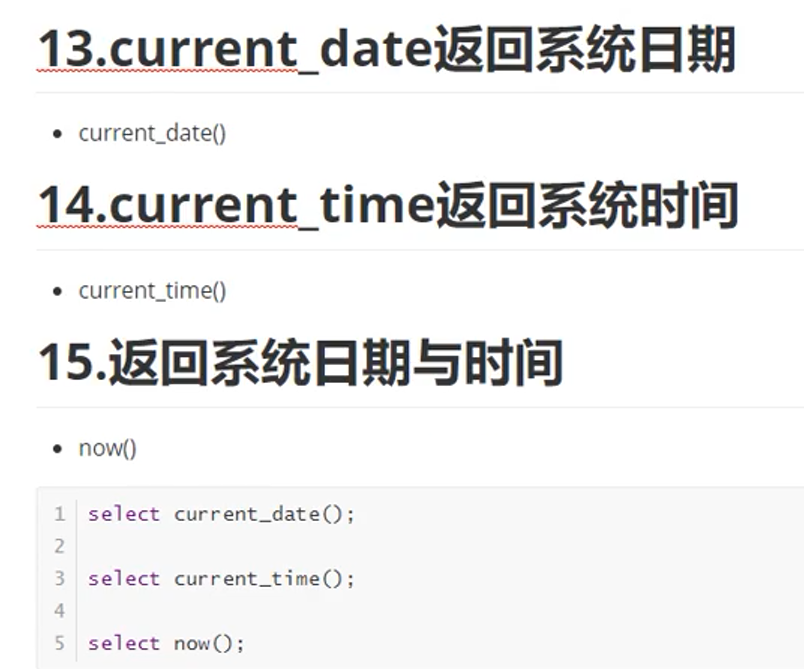 13.current_date返回系统日期
current_date()
14.current_time返回系统时间
current_time()
15.返回系统日期与时间
now()
1 select current_date();
2
3 select current_time();
4
5 select now();